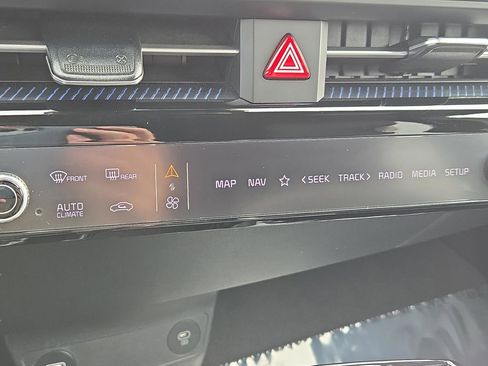 FRONT REAR
MAP NAV < SEEK TRACK > RADIO MEDIA SETUP
AUTO
CLIMATE